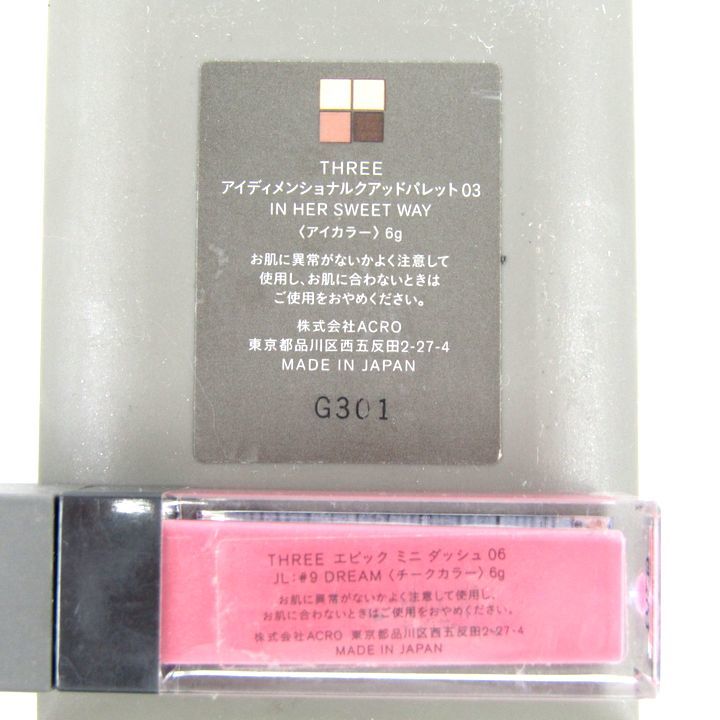 THREE
アイディメンショナルクアッドパレット 03
IN HER SWEET WAY
〈アイカラー〉6g
お肌に異常がないかよく注意して
使用し、お肌に合わないときは
ご使用をおやめください。
株式会社ACRO
東京都品川区西五反田2-27-4
MADE IN JAPAN
G301
THREE エピック ミニ ダッシュ 06
JL:#9 DREAM〈チークカラー〉6g
お肌に異常がないかよく注意して使用し、
お肌に合わないときはご使用をおやめください。
株式会社ACRO 東京都品川区西五反田2-27-4
MADE IN JAPAN